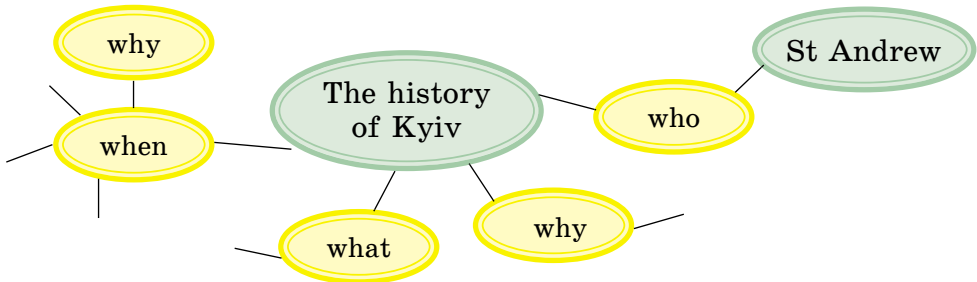 why
St Andrew
The history
of Kyiv
who
when
why
what